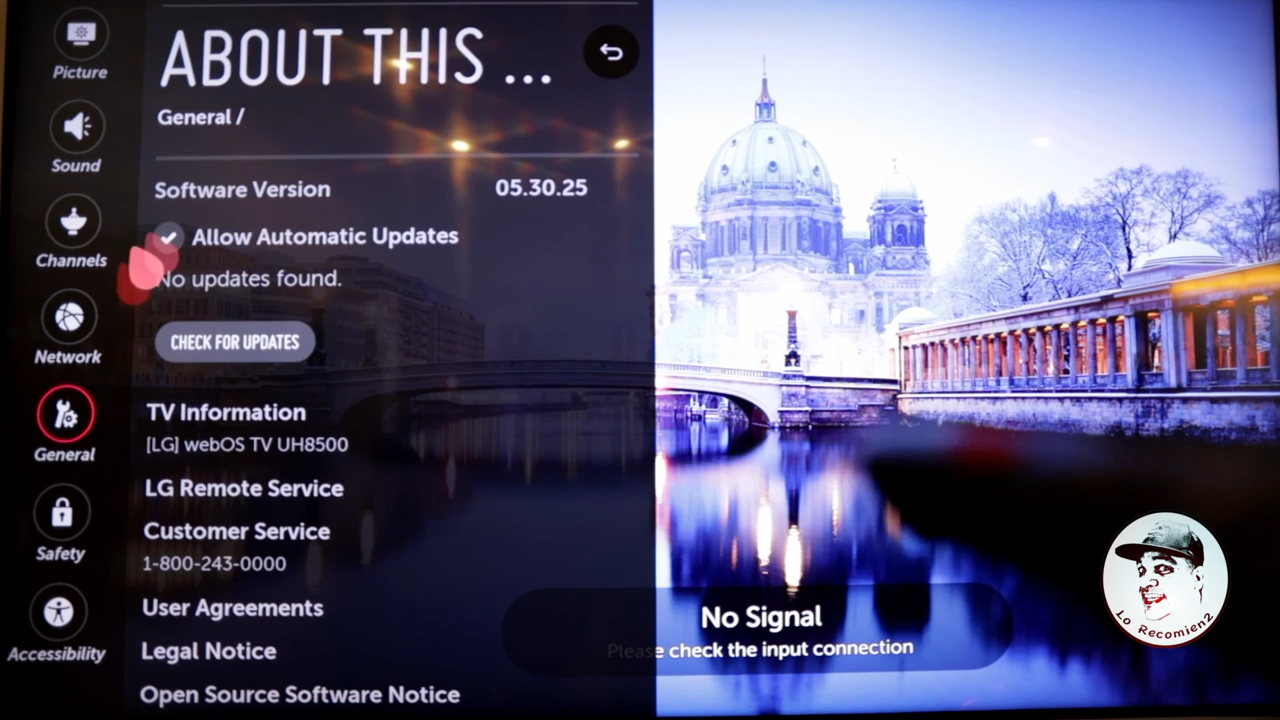 Picture
Sound
Channels
Network
General
Safety
Accessibility
ABOUT THIS ...
General /
Software Version 05.30.25
Allow Automatic Updates
No updates found.
CHECK FOR UPDATES
TV Information
[LG] webOS TV UH8500
LG Remote Service
Customer Service
1-800-243-0000
User Agreements
Legal Notice
Open Source Software Notice
No Signal
Please check the input connection
Lo Recomien2